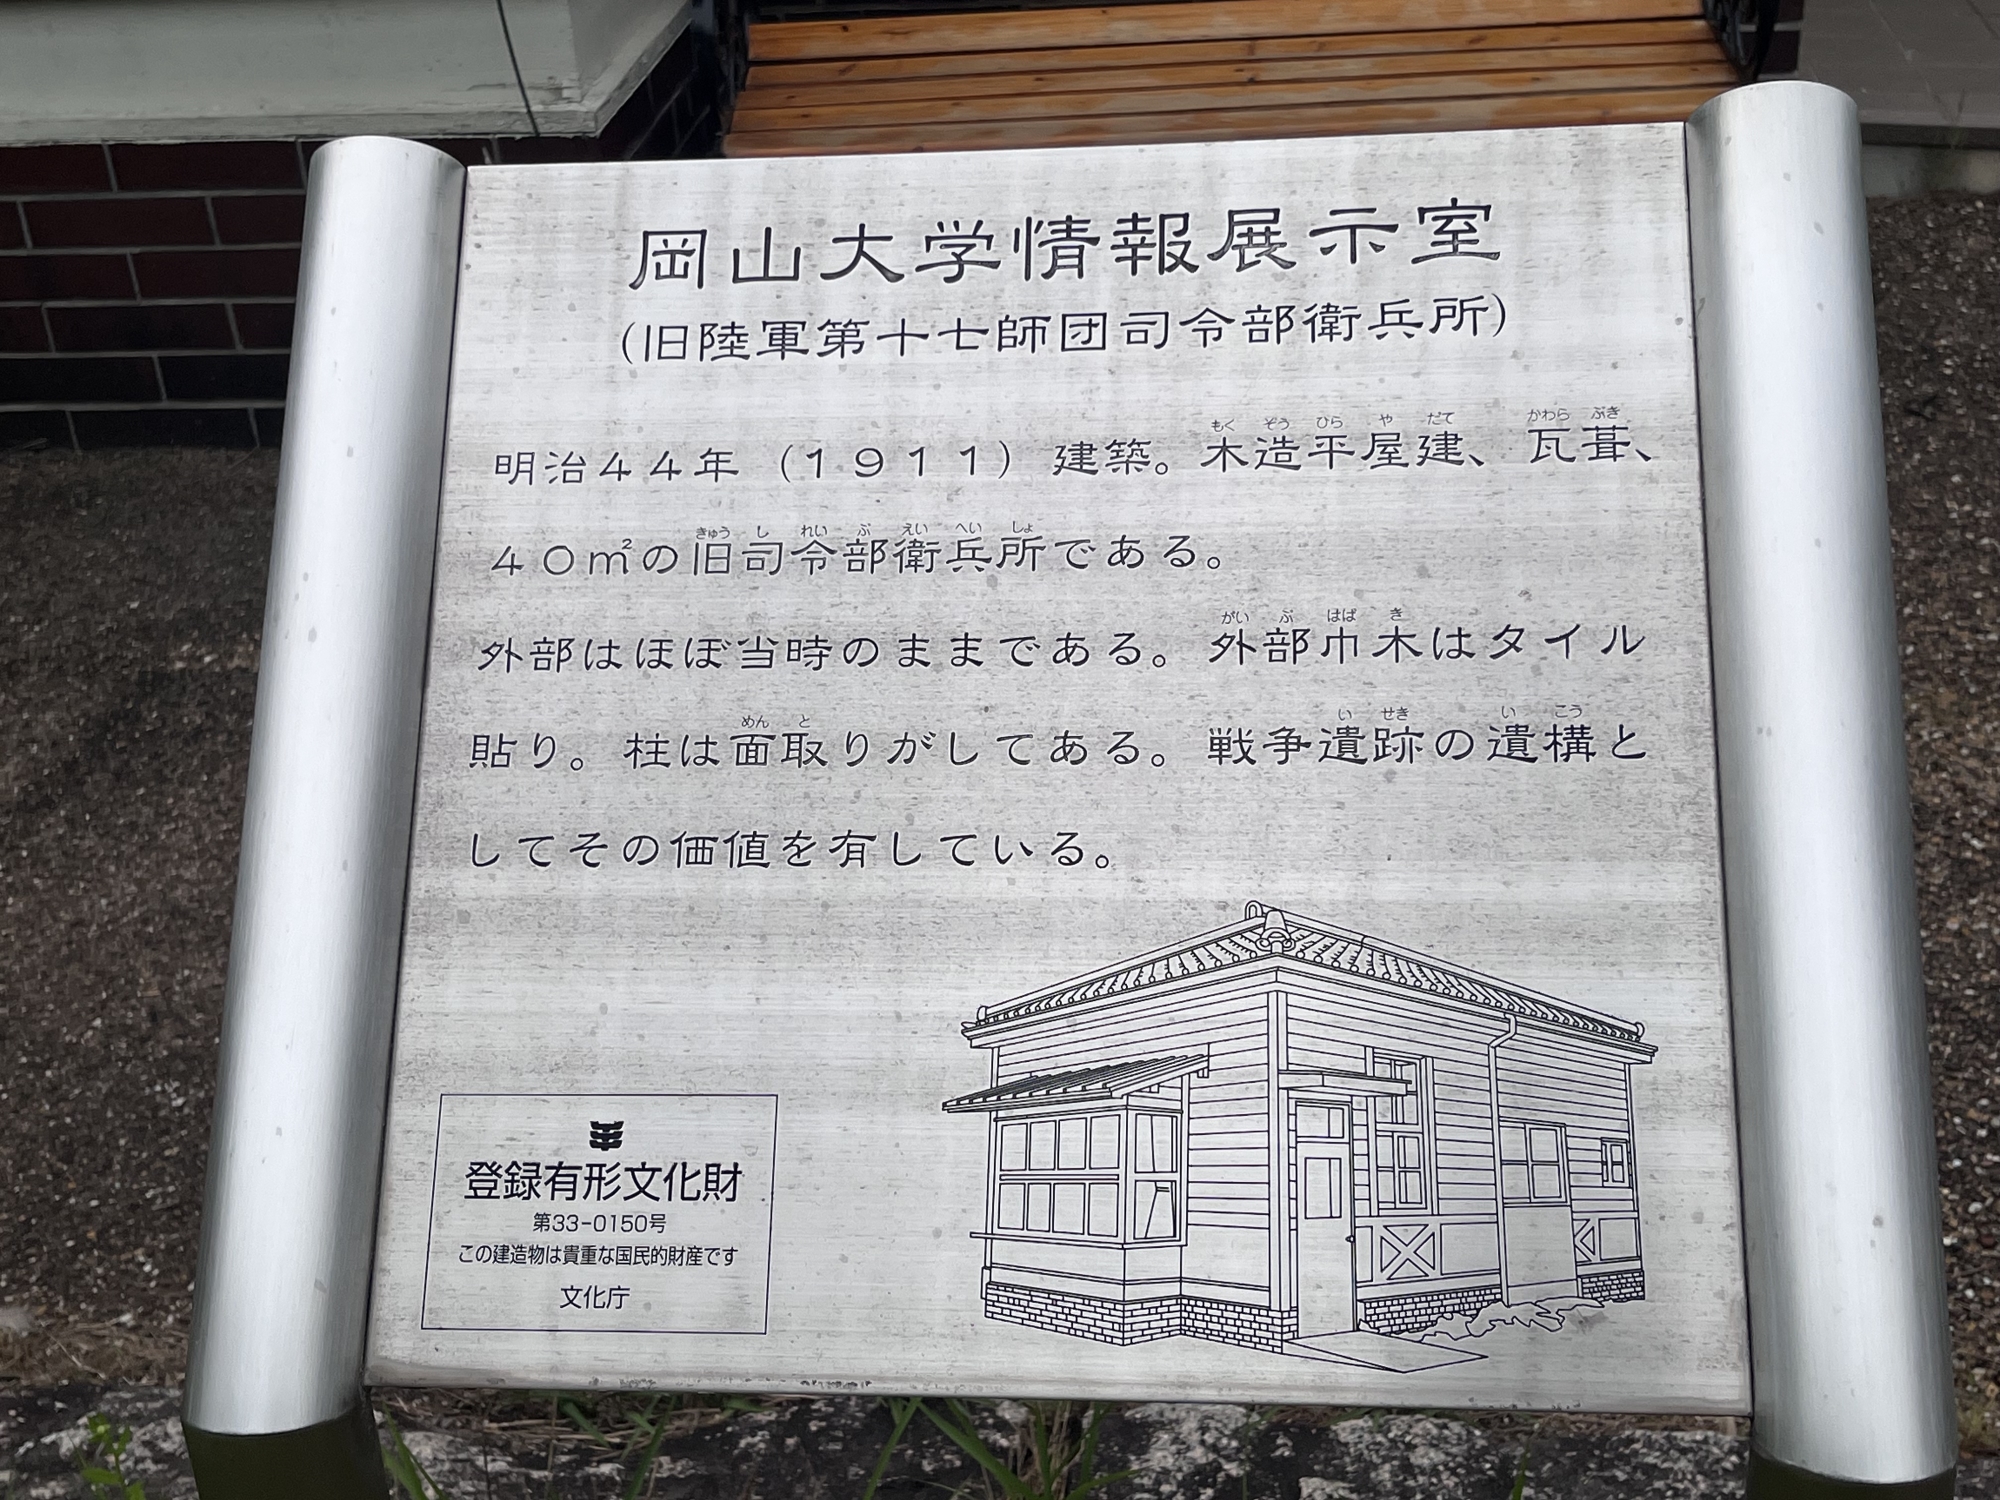 岡山大学情報展示室
(旧陸軍第十七師団司令部衛兵所)
明治44年(1911)建築。木造平屋建、瓦葺、
もく ぞう ひら や だて かわら ぶき
40㎡の旧司令部衛兵所である。
きゅう し れい ぶ えい へい しょ
外部はほぼ当時のままである。外部巾木はタイル
がい ぶ はば き
貼り。柱は面取りがしてある。戦争遺跡の遺構と
めん と い せき い こう
してその価値を有している。
登録有形文化財
第33-0150号
この建造物は貴重な国民的財産です
文化庁